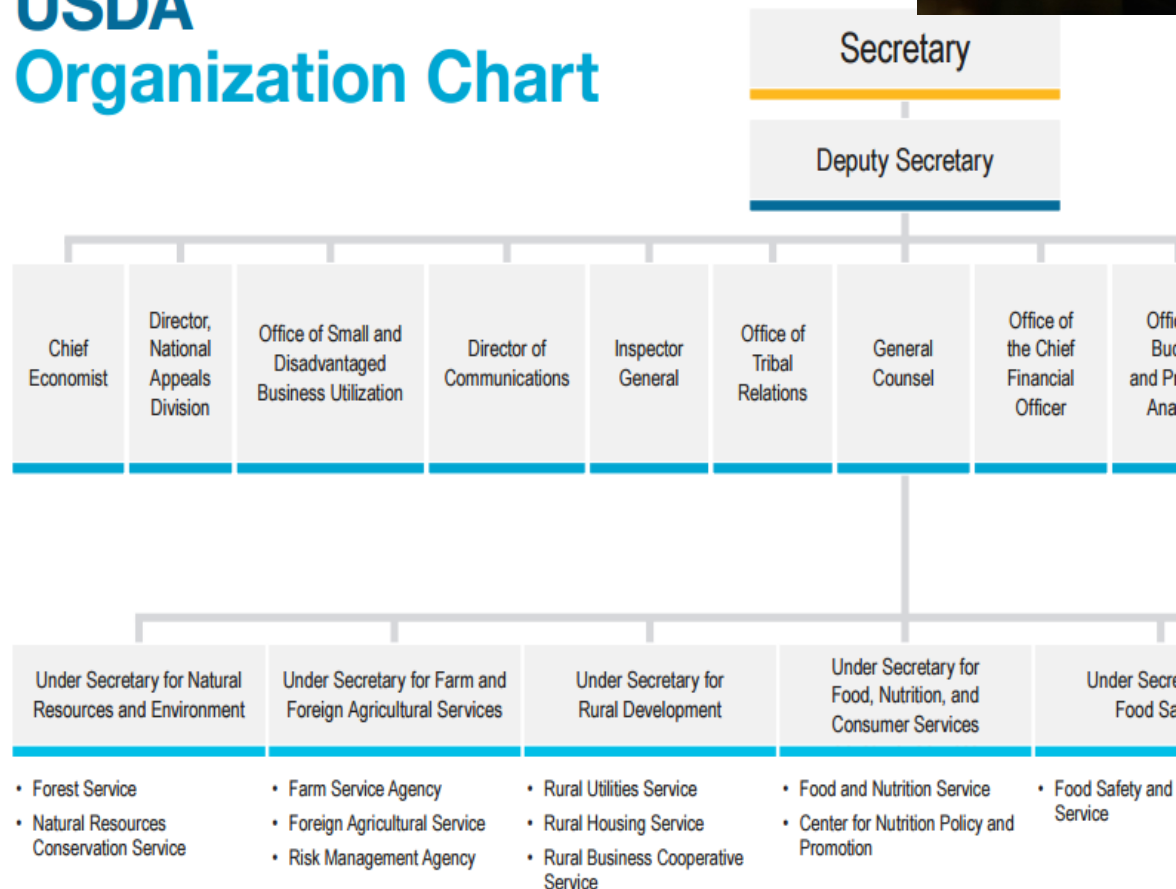 USDA
Organization Chart
Secretary
Deputy Secretary
Chief
Economist
Director,
National
Appeals
Division
Office of Small and
Disadvantaged
Business Utilization
Director of
Communications
Inspector
General
Office of
Tribal
Relations
General
Counsel
Office of
the Chief
Financial
Officer
and
Under Secretary for Natural
Resources and Environment
Under Secretary for Farm and
Foreign Agricultural Services
Under Secretary for
Rural Development
Under Secretary for
Food, Nutrition, and
Consumer Services
Under
Food
• Forest Service
• Natural Resources
Conservation Service
• Farm Service Agency
• Foreign Agricultural Service
• Risk Management Agency
• Rural Utilities Service
• Rural Housing Service
• Rural Business Cooperative
Service
• Food and Nutrition Service
• Center for Nutrition Policy and
Promotion
• Food Safety and
Service